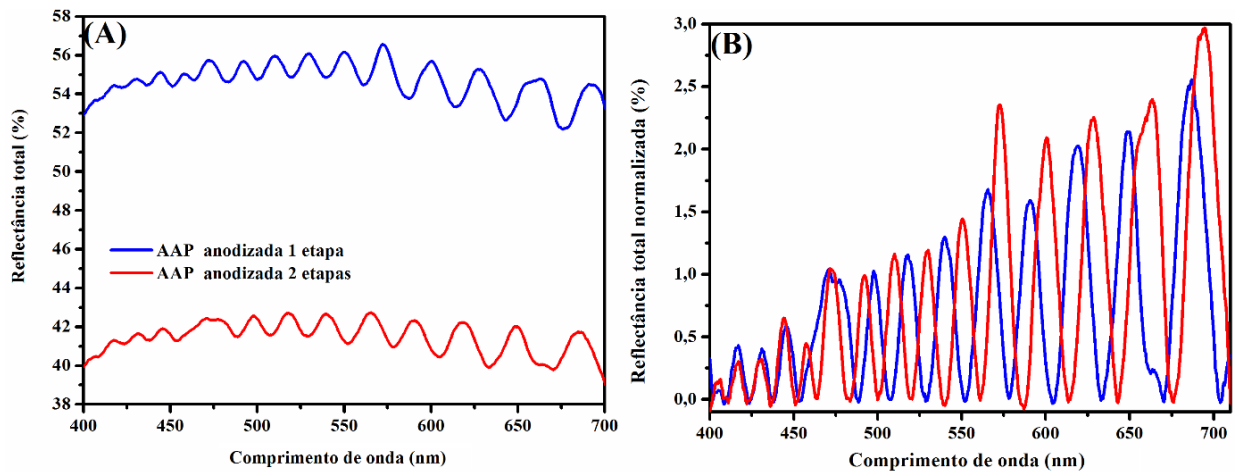 (A)
58
56
54
52
50
48
46
44
42
40
38
Reflectância total (%)
AAP anodizada 1 etapa
AAP anodizada 2 etapas
400 450 500 550 600 650 700
Comprimento de onda (nm)
(B)
3,0
2,5
2,0
1,5
1,0
0,5
0,0
Reflectância total normalizada (%)
400 450 500 550 600 650 700
Comprimento de onda (nm)